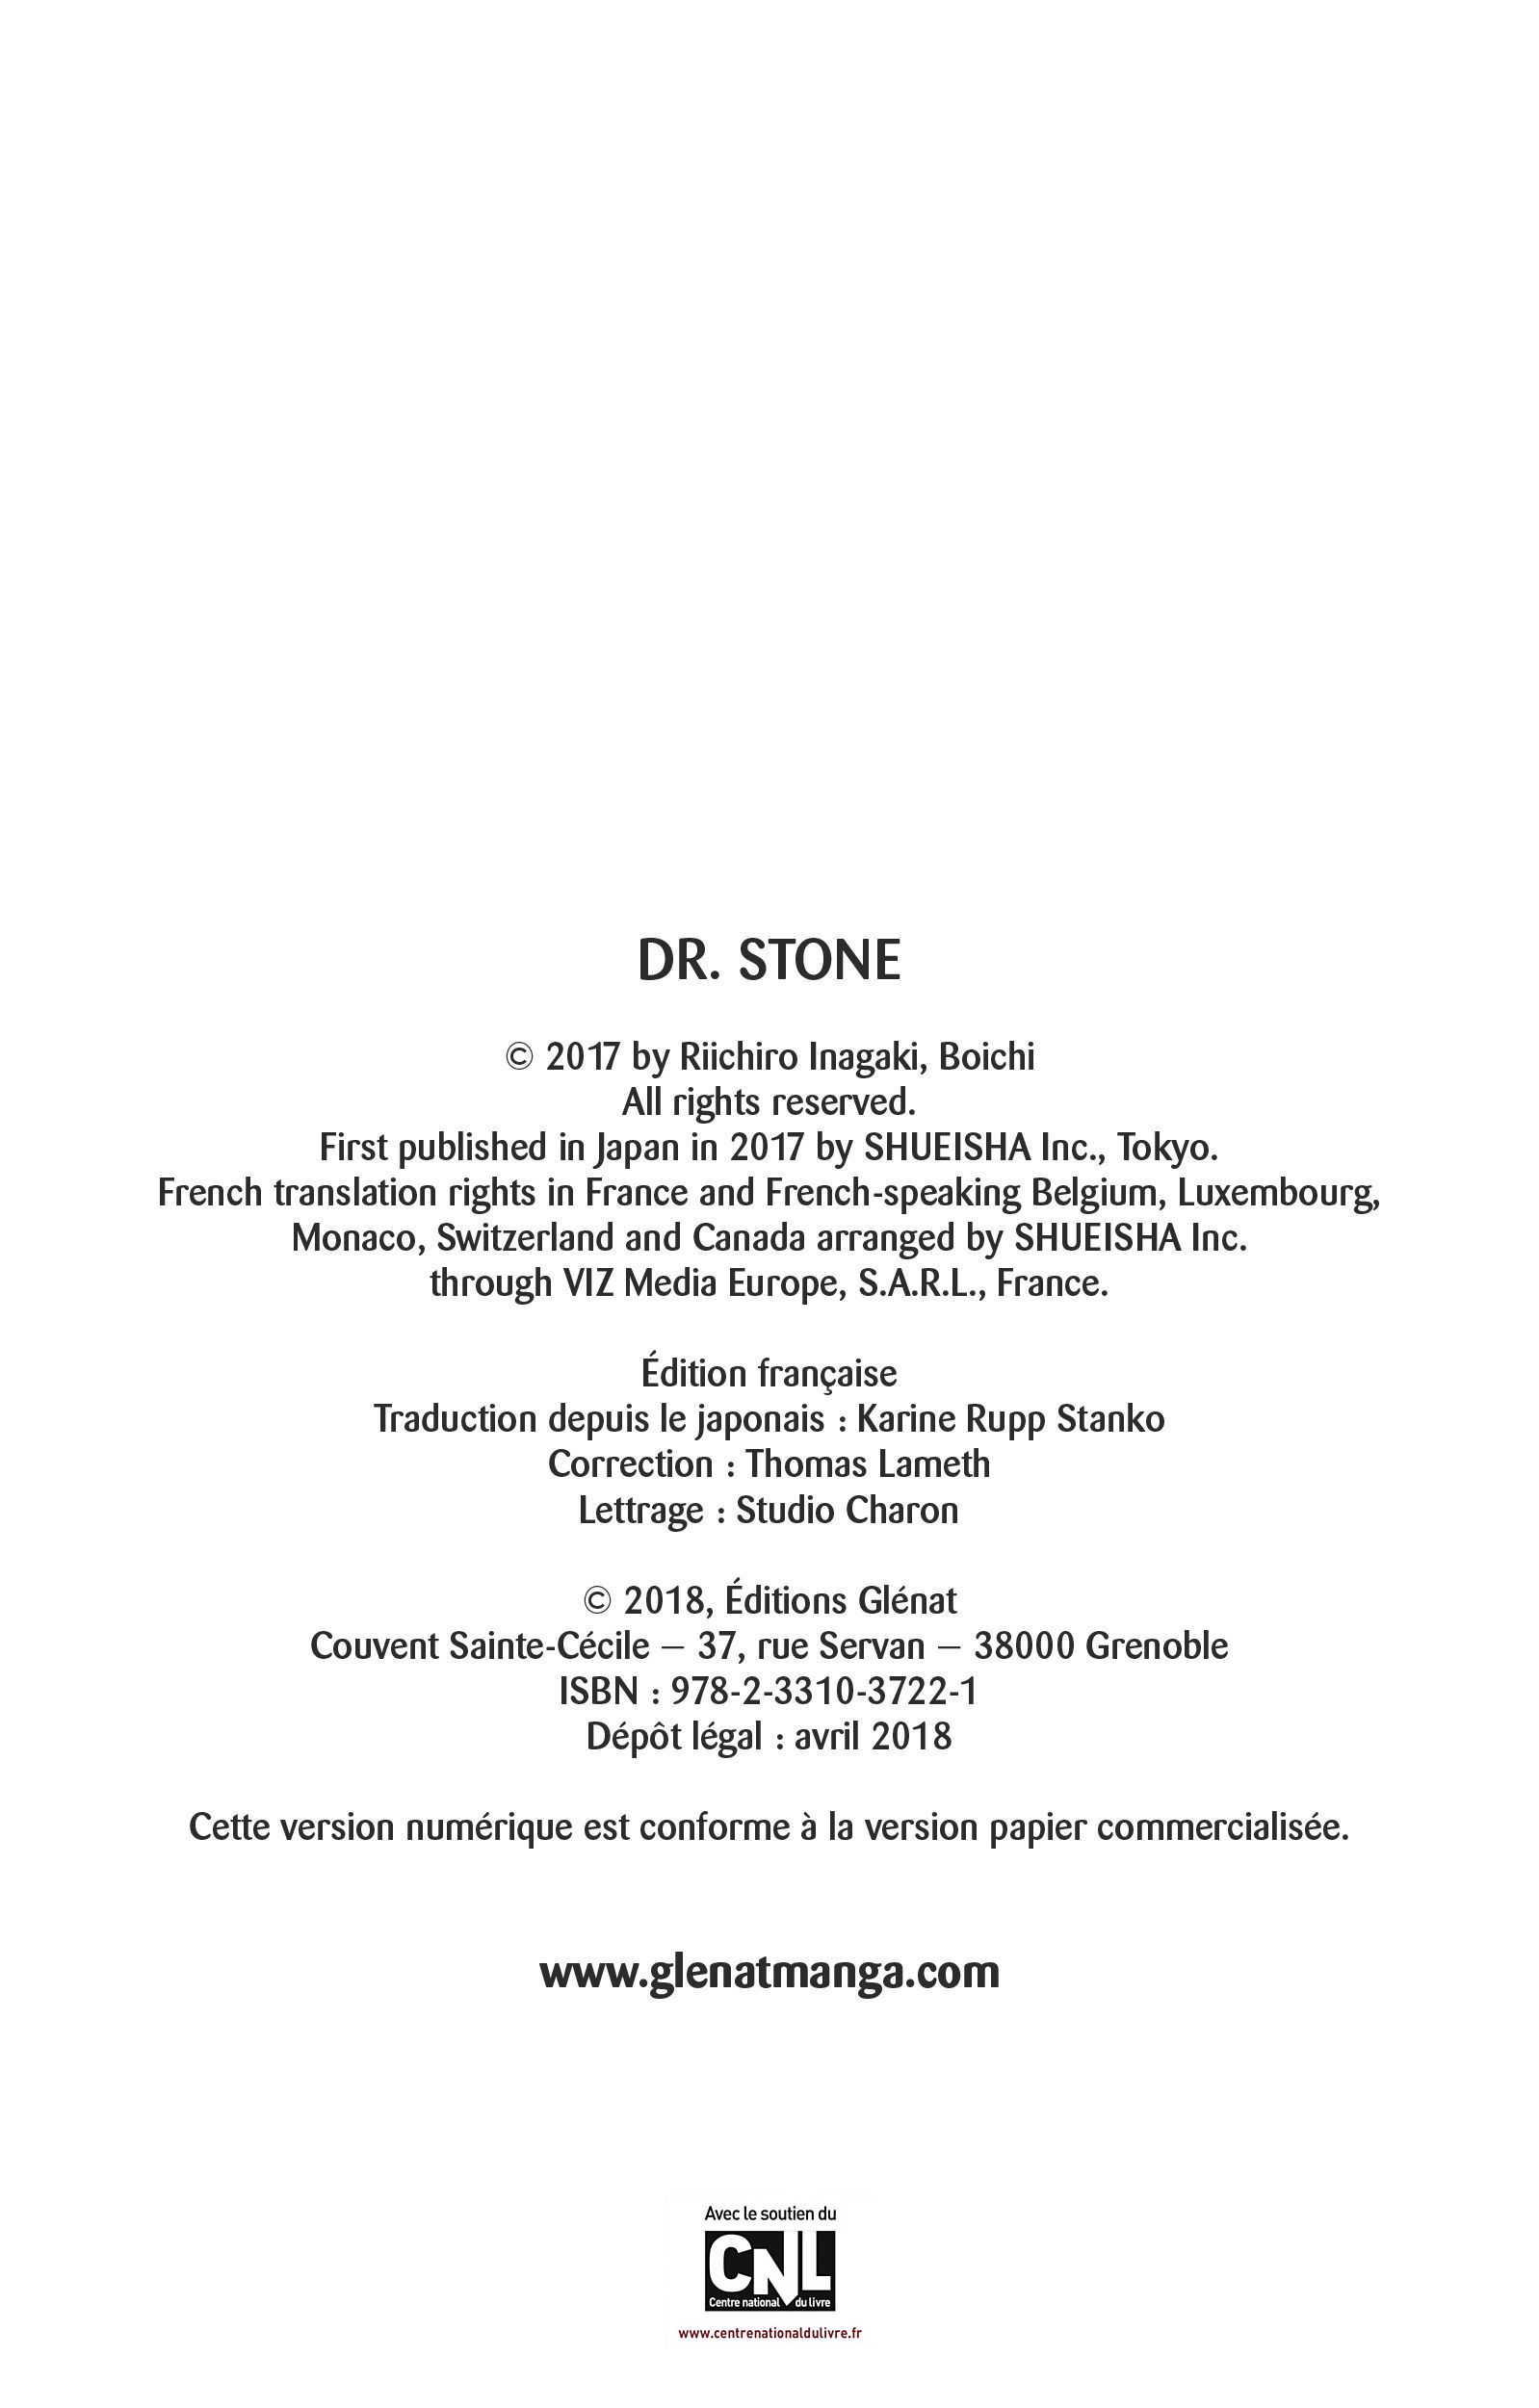 DR. STONE
© 2017 by Riichiro Inagaki, Boichi
All rights reserved.
First published in Japan in 2017 by SHUEISHA Inc., Tokyo.
French translation rights in France and French-speaking Belgium, Luxembourg,
Monaco, Switzerland and Canada arranged by SHUEISHA Inc.
through VIZ Media Europe, S.A.R.L., France.
Édition française
Traduction depuis le japonais : Karine Rupp Stanko
Correction : Thomas Lameth
Lettrage : Studio Charon
© 2018, Éditions Glénat
Couvent Sainte-Cécile – 37, rue Servan – 38000 Grenoble
ISBN : 978-2-3310-3722-1
Dépôt légal : avril 2018
Cette version numérique est conforme à la version papier commercialisée.
www.glenatmanga.com
Avec le soutien du
CNL
Centre national du livre
www.centrenationaldulivre.fr